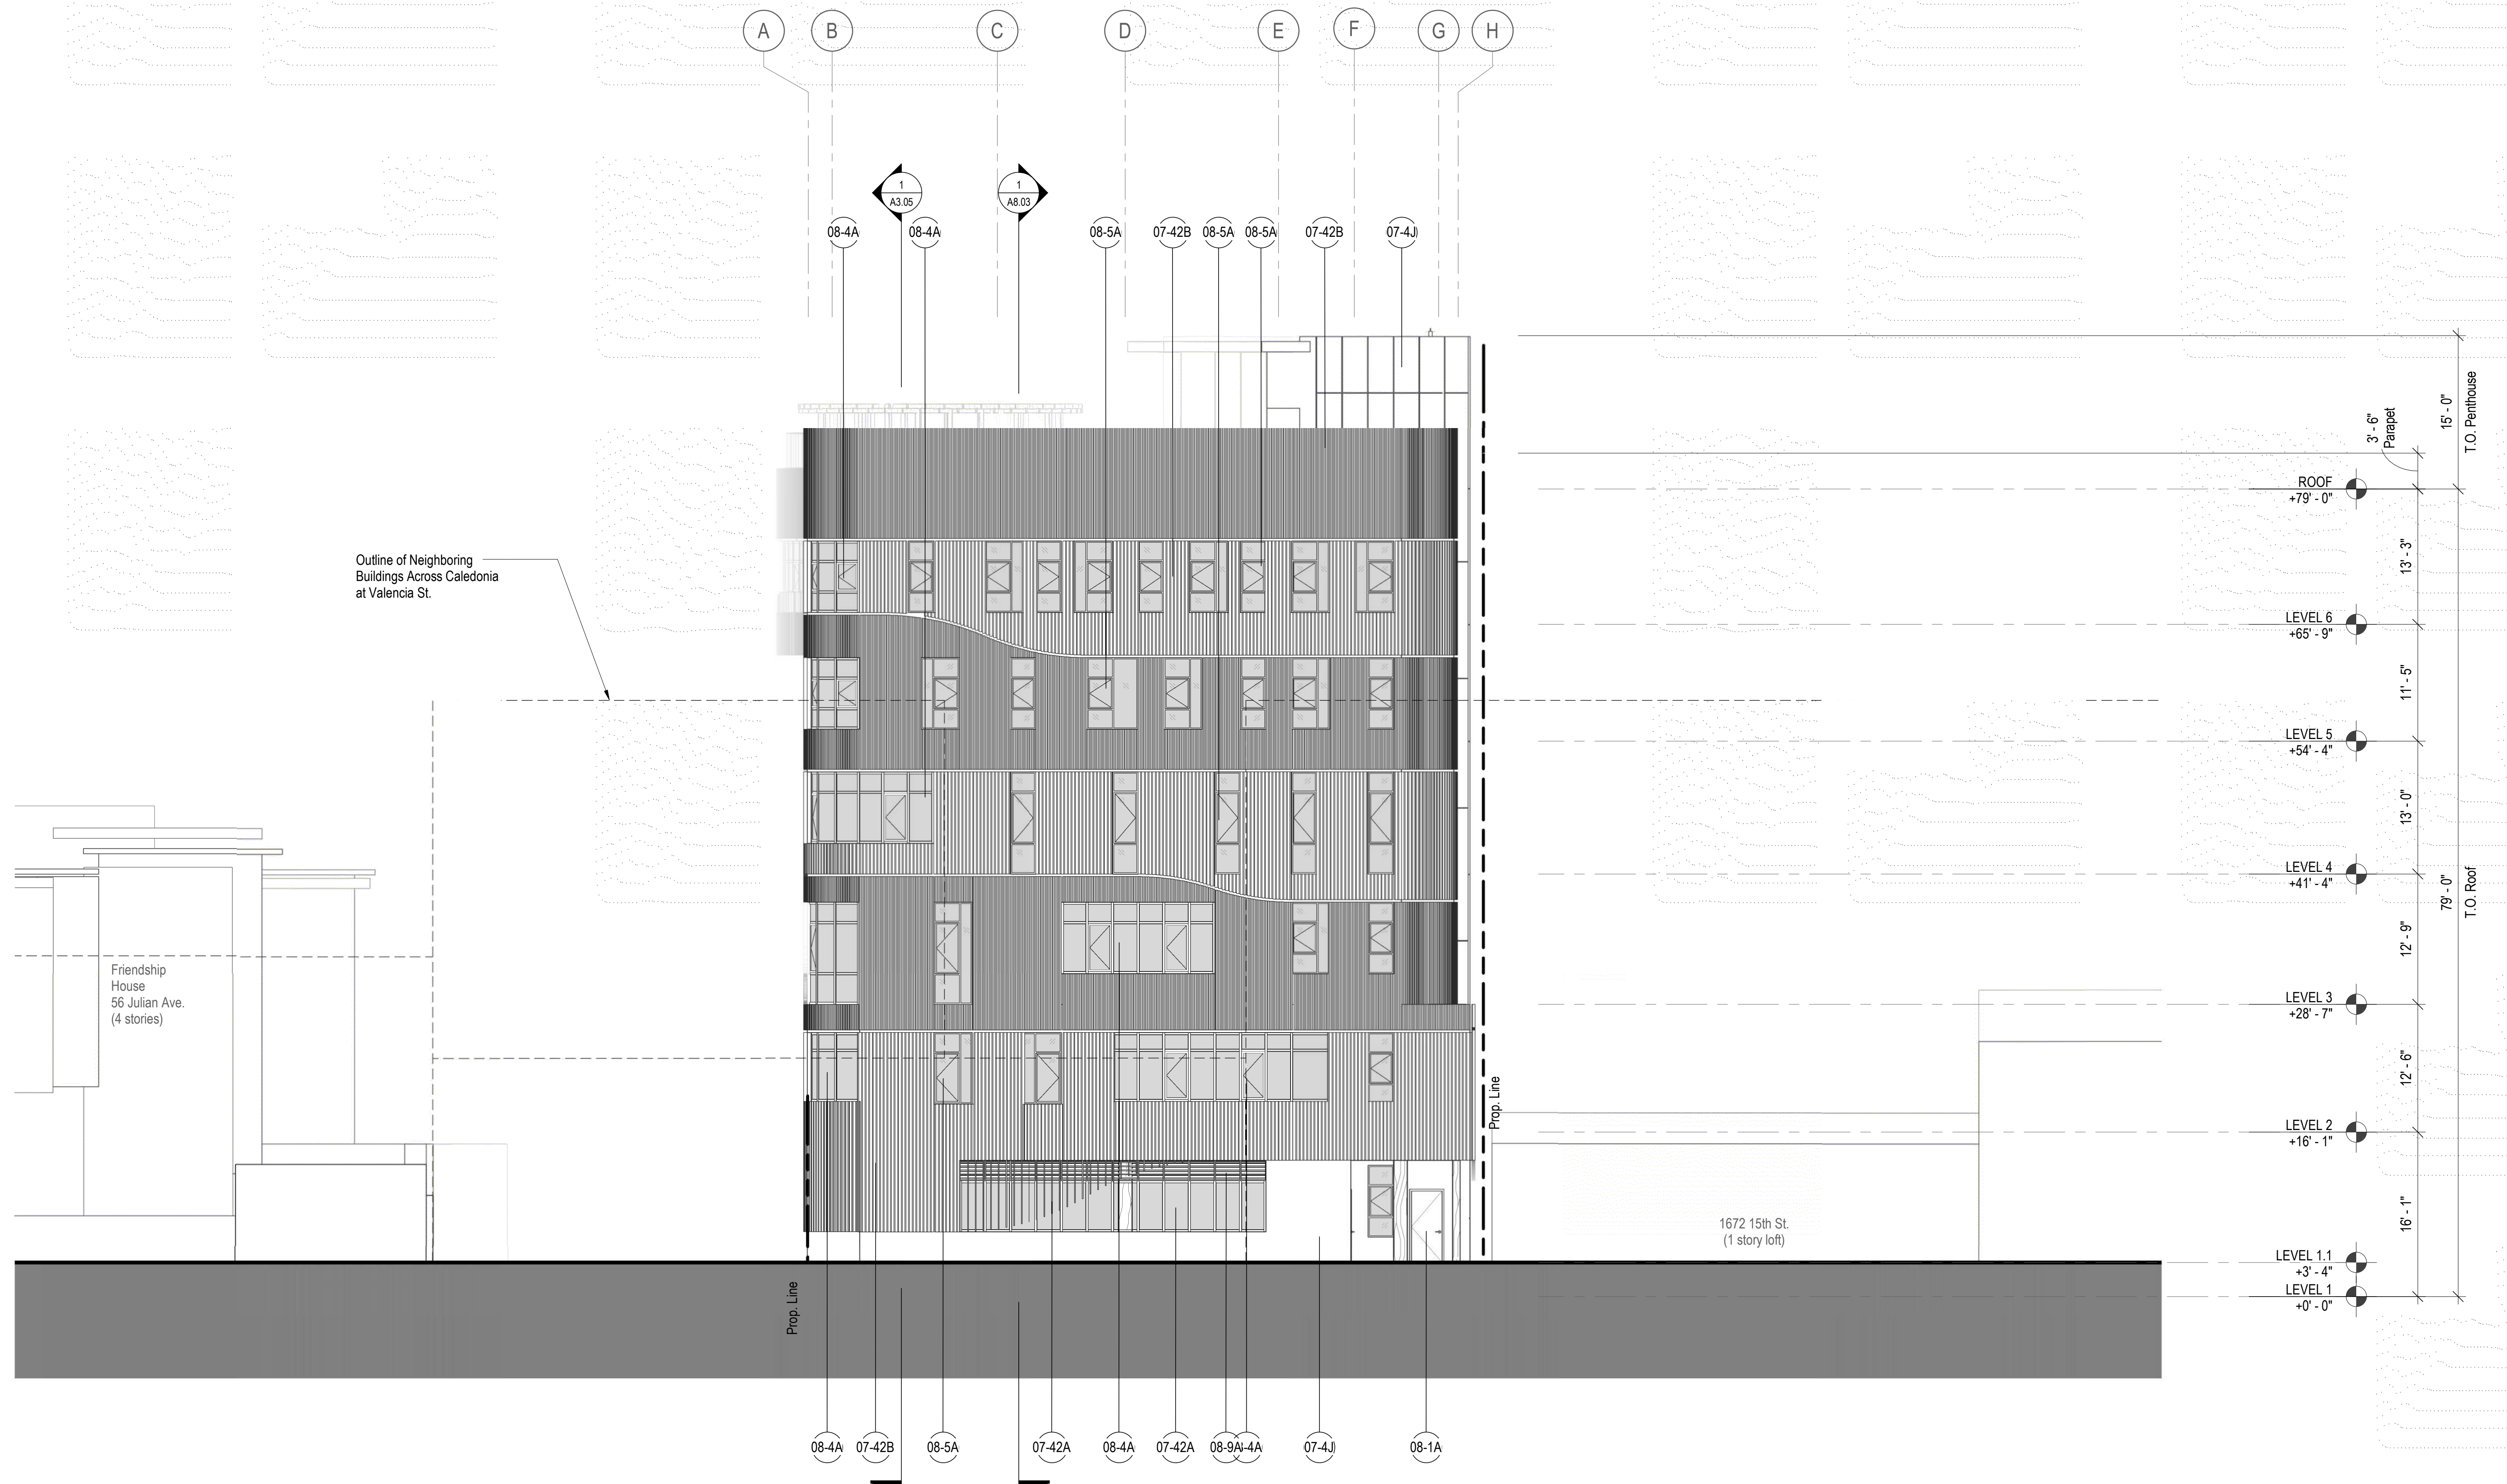 A
B
C
D
E
F
G
H
1
A3.05
1
A8.03
08-4A
08-4A
08-5A
07-42B
08-5A
08-5A
07-42B
07-4J
15' - 0"
T.O. Penthouse
3' - 6"
Parapet
ROOF
+79' - 0"
13' - 3"
Outline of Neighboring
Buildings Across Caledonia
at Valencia St.
LEVEL 6
+65' - 9"
11' - 5"
LEVEL 5
+54' - 4"
13' - 0"
LEVEL 4
+41' - 4"
79' - 0"
T.O. Roof
12' - 9"
Friendship
House
56 Julian Ave.
(4 stories)
LEVEL 3
+28' - 7"
12' - 6"
Prop. Line
LEVEL 2
+16' - 1"
16' - 1"
1672 15th St.
(1 story loft)
LEVEL 1.1
+3' - 4"
LEVEL 1
+0' - 0"
Prop. Line
08-4A
07-42B
08-5A
07-42A
08-4A
07-42A
08-9A
-4A
07-4J
08-1A